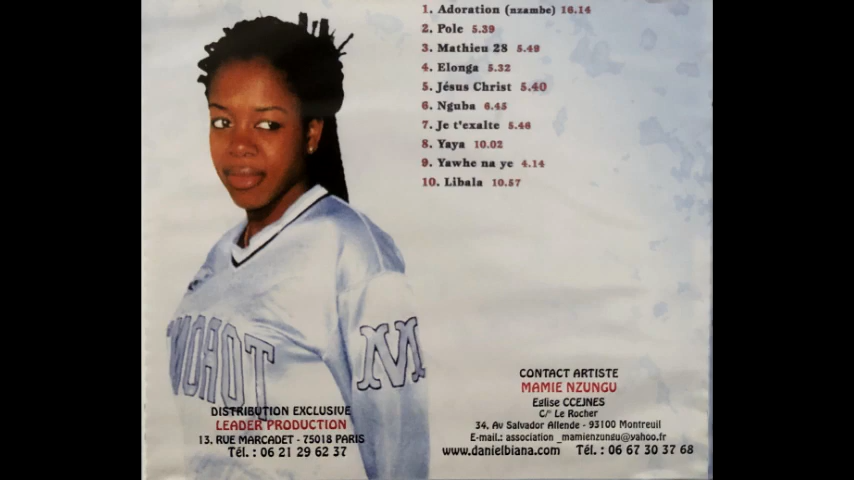 1. Adoration (nzambe) 16.14
2. Pole 5.39
3. Mathieu 28 5.49
4. Elonga 5.32
5. Jésus Christ 5.40
6. Nguba 6.45
7. Je t'exalte 5.46
8. Yaya 10.02
9. Yawhe na ye 4.14
10. Libala 10.57
M
DISTRIBUTION EXCLUSIVE
LEADER PRODUCTION
13. RUE MARCADET - 75018 PARIS
Tél. : 06 21 29 62 37
CONTACT ARTISTE
MAMIE NZUNGU
Eglise CCEJNES
C/° Le Rocher
34. Av Salvador Allende - 93100 Montreuil
E-mail.: association _mamienzungu@yahoo.fr
www.danielbiana.com Tél. : 06 67 30 37 68